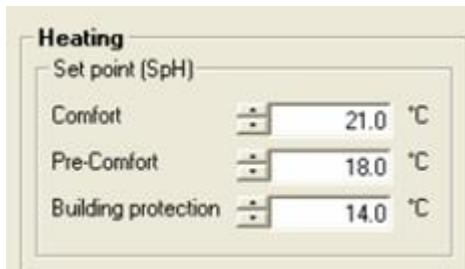 Heating
Set point (SpH)
Comfort 21.0 °C
Pre-Comfort 18.0 °C
Building protection 14.0 °C